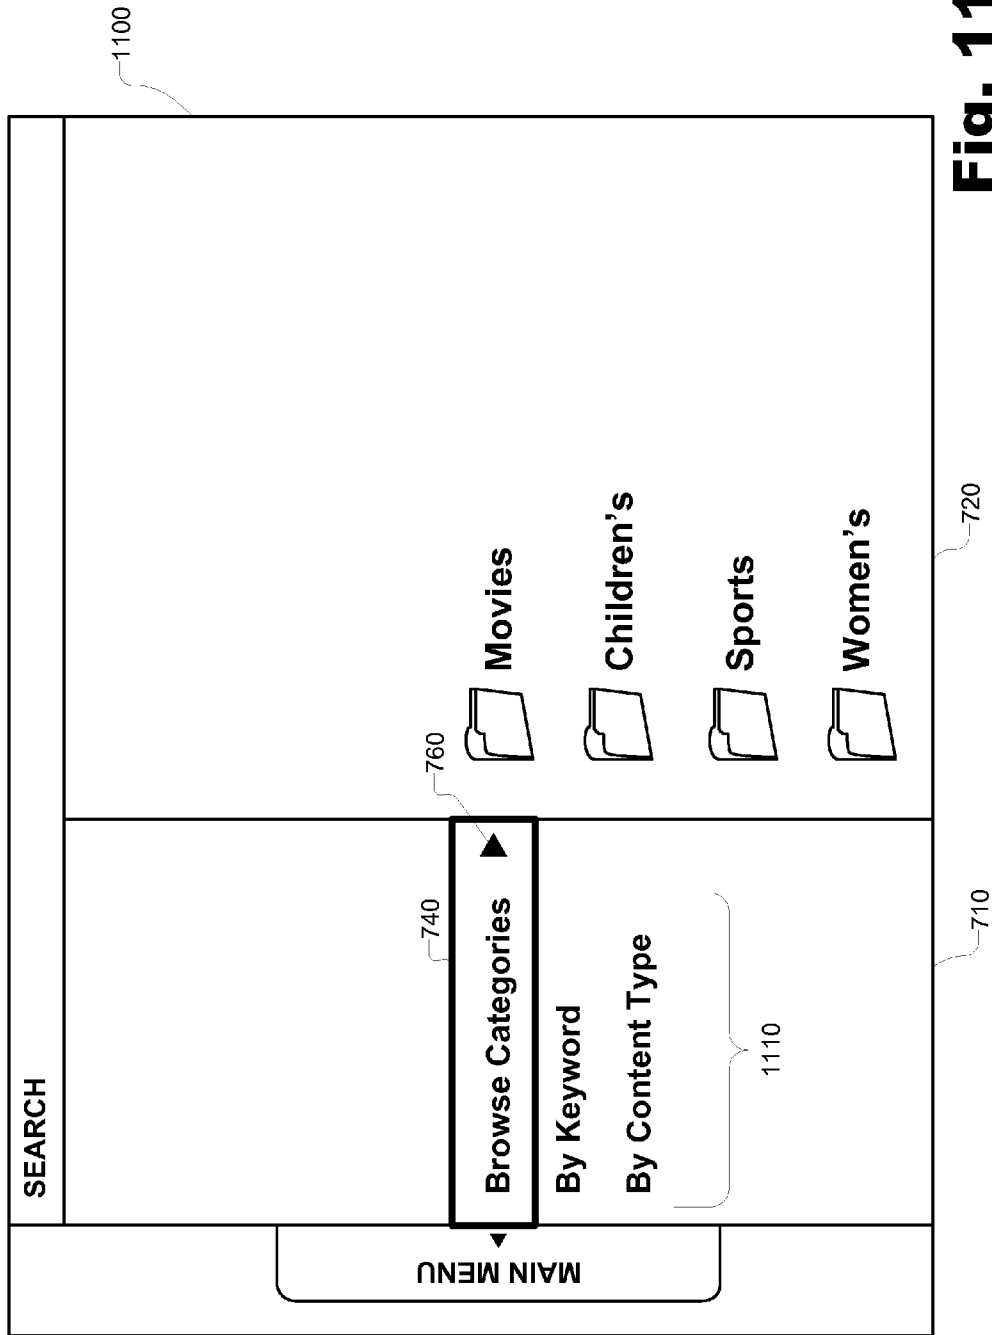 1100
SEARCH
MAIN MENU
740
760
Browse Categories
By Keyword
By Content Type
1110
Movies
Children's
Sports
Women's
710
720
Fig. 11